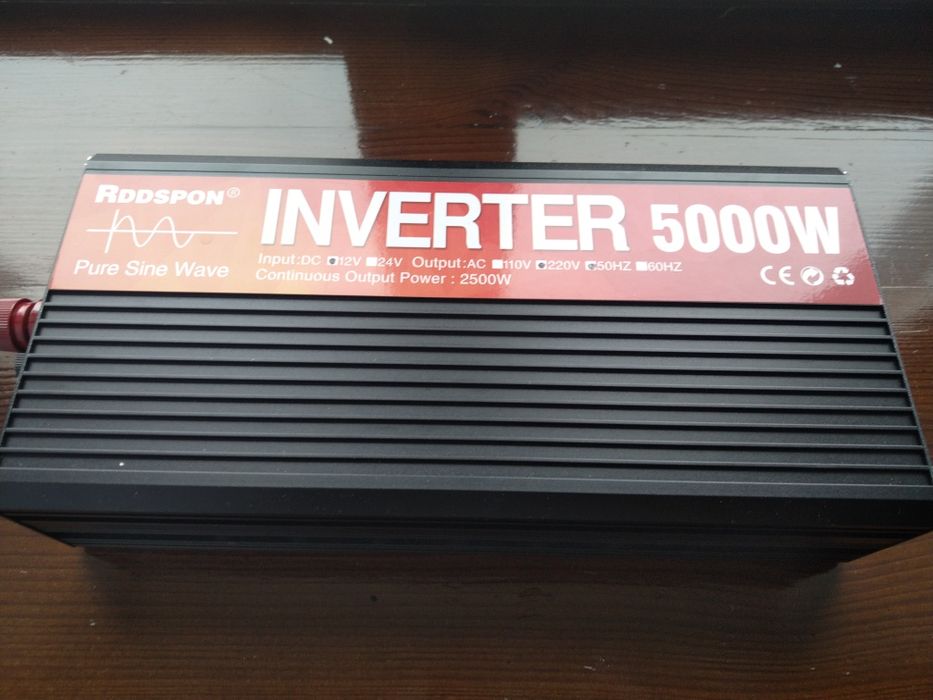 RDDSPON®
INVERTER 5000W
Pure Sine Wave
Input:DC 12V 24V Output:AC 110V 220V 50HZ 60HZ
Continuous Output Power : 2500W
CE